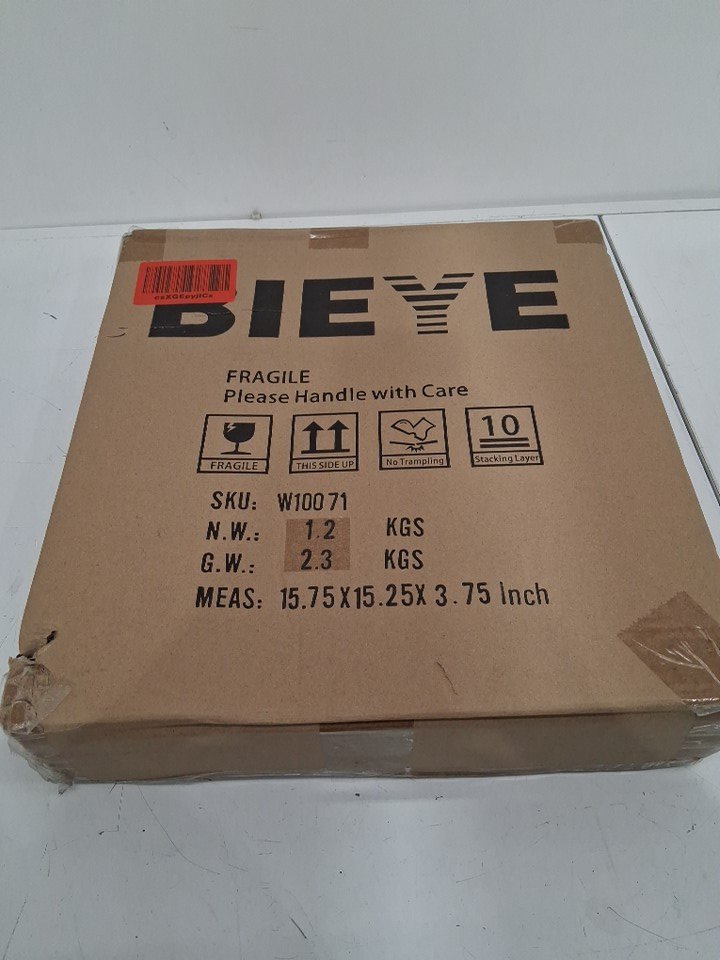 BIEYE
FRAGILE
Please Handle with Care
FRAGILE
THIS SIDE UP
No Trampling
10
Stacking Layer
SKU: W10071
N.W.: 1.2 KGS
G.W.: 2.3 KGS
MEAS: 15.75X15.25X 3.75 Inch